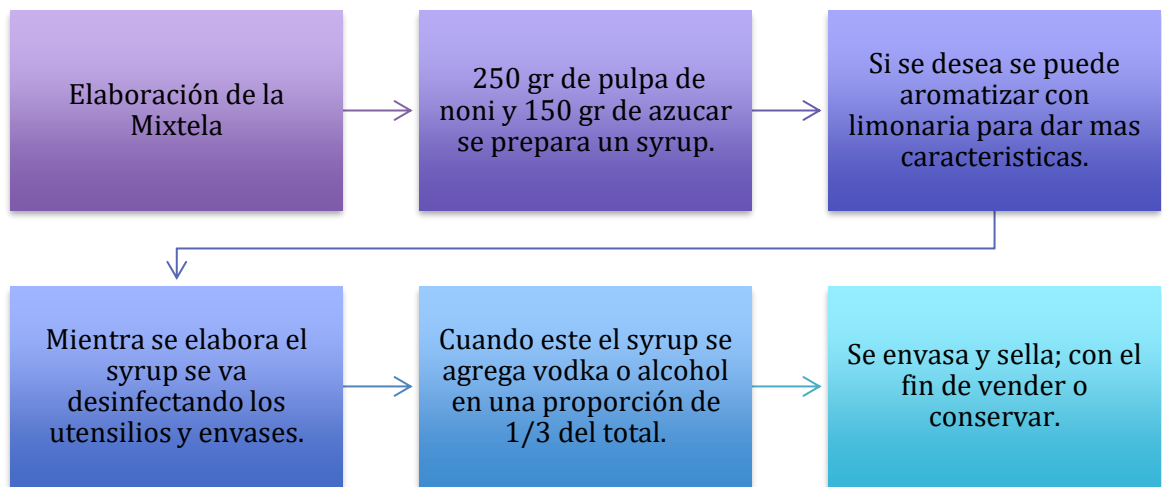 Elaboración de la
Mixtela
250 gr de pulpa de
noni y 150 gr de azucar
se prepara un syrup.
Si se desea se puede
aromatizar con
limonaria para dar mas
caracteristicas.
Mientra se elabora el
syrup se va
desinfectando los
utensilios y envases.
Cuando este el syrup se
agrega vodka o alcohol
en una proporción de
1/3 del total.
Se envasa y sella; con el
fin de vender o
conservar.